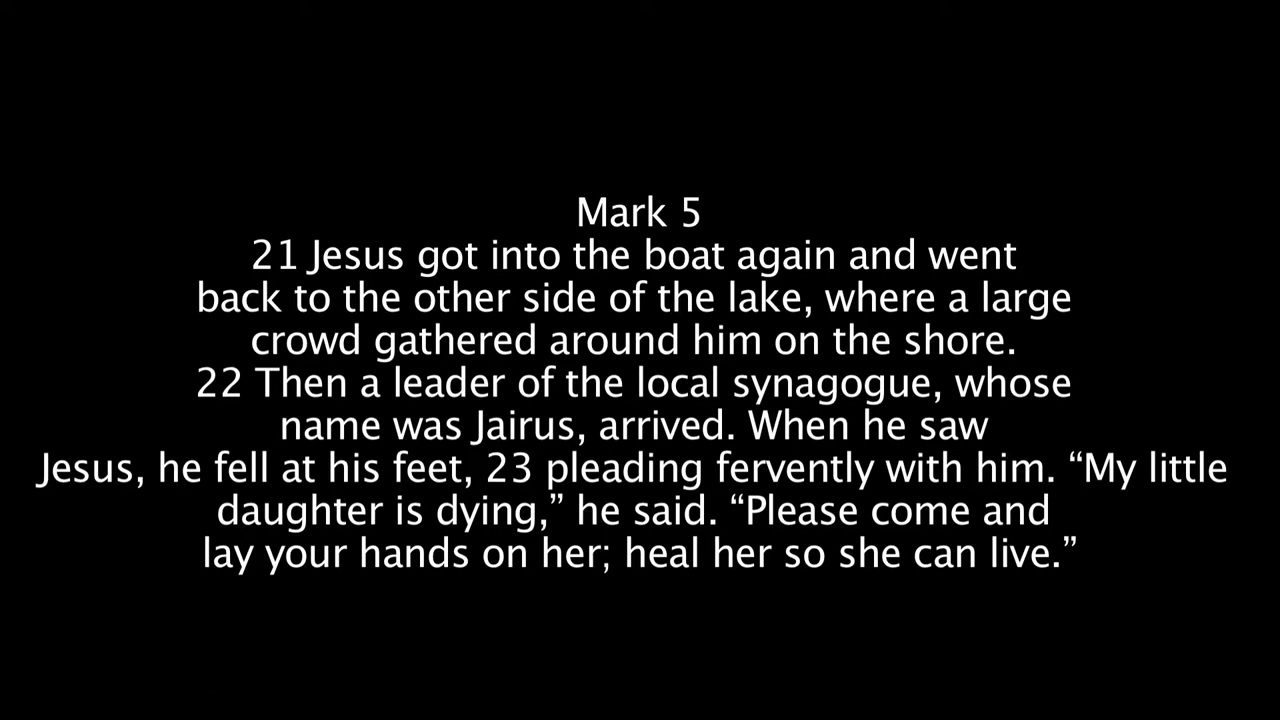 Mark 5
21 Jesus got into the boat again and went
back to the other side of the lake, where a large
crowd gathered around him on the shore.
22 Then a leader of the local synagogue, whose
name was Jairus, arrived. When he saw
Jesus, he fell at his feet, 23 pleading fervently with him. “My little
daughter is dying,” he said. “Please come and
lay your hands on her; heal her so she can live.”